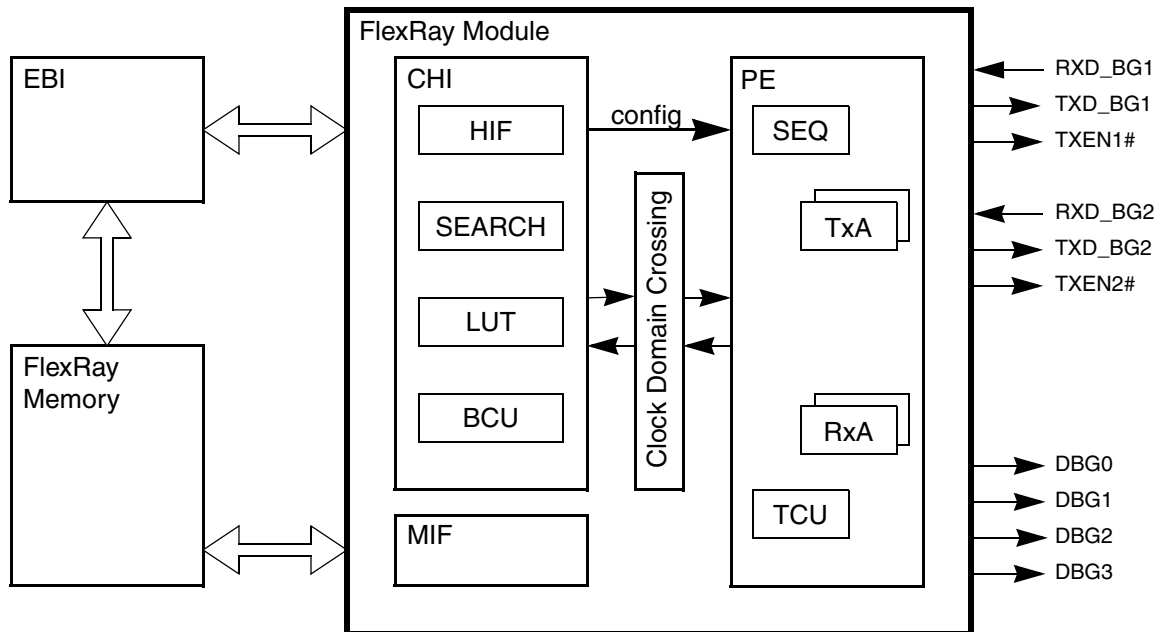 FlexRay Module
EBI
CHI
PE
RXD_BG1
TXD_BG1
TXEN1#
HIF
config
SEQ
SEARCH
TxA
RXD_BG2
TXD_BG2
TXEN2#
LUT
Clock Domain Crossing
FlexRay
Memory
BCU
RxA
DBG0
DBG1
DBG2
DBG3
MIF
TCU